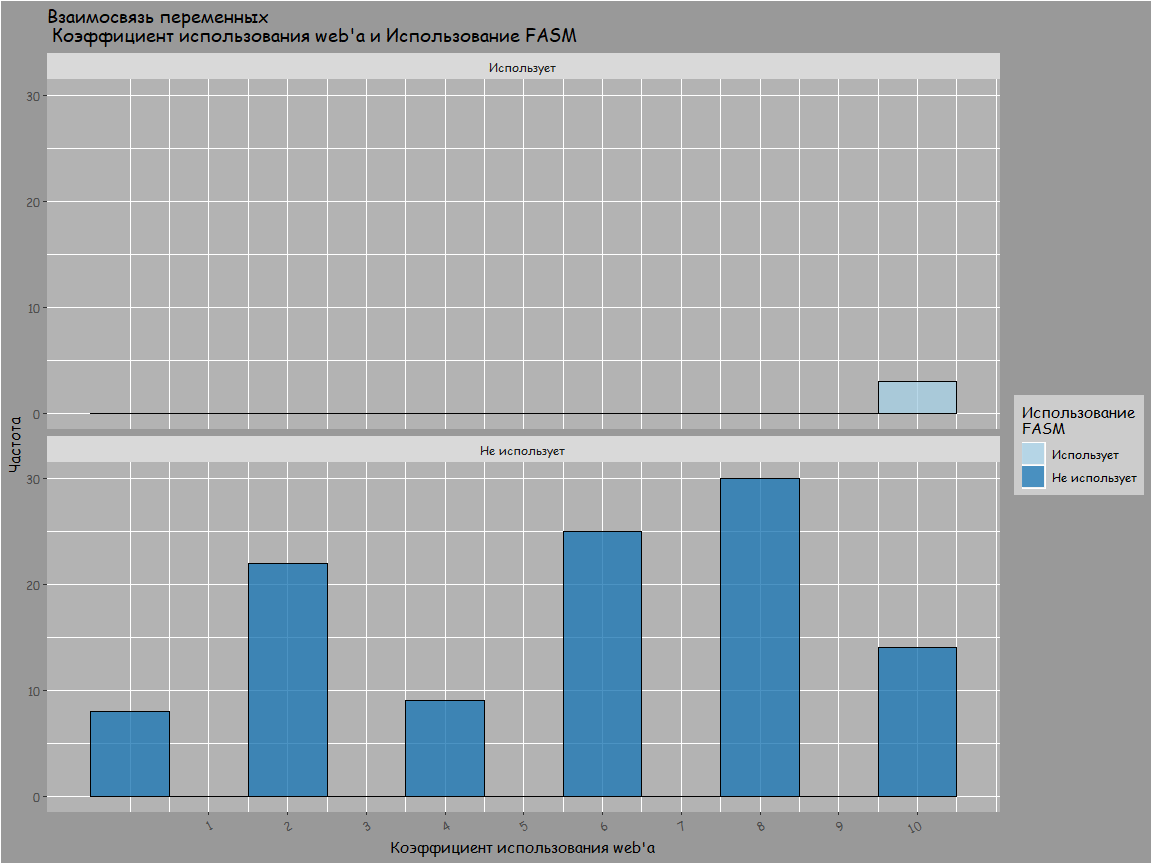 Взаимосвязь переменных
Коэффициент использования web'а и Использование FASM
Использует
30
20
10
0
Частота
Не использует
30
20
10
0
1 2 3 4 5 6 7 8 9 10
Коэффициент использования web'а
Использование
FASM
Использует
Не использует